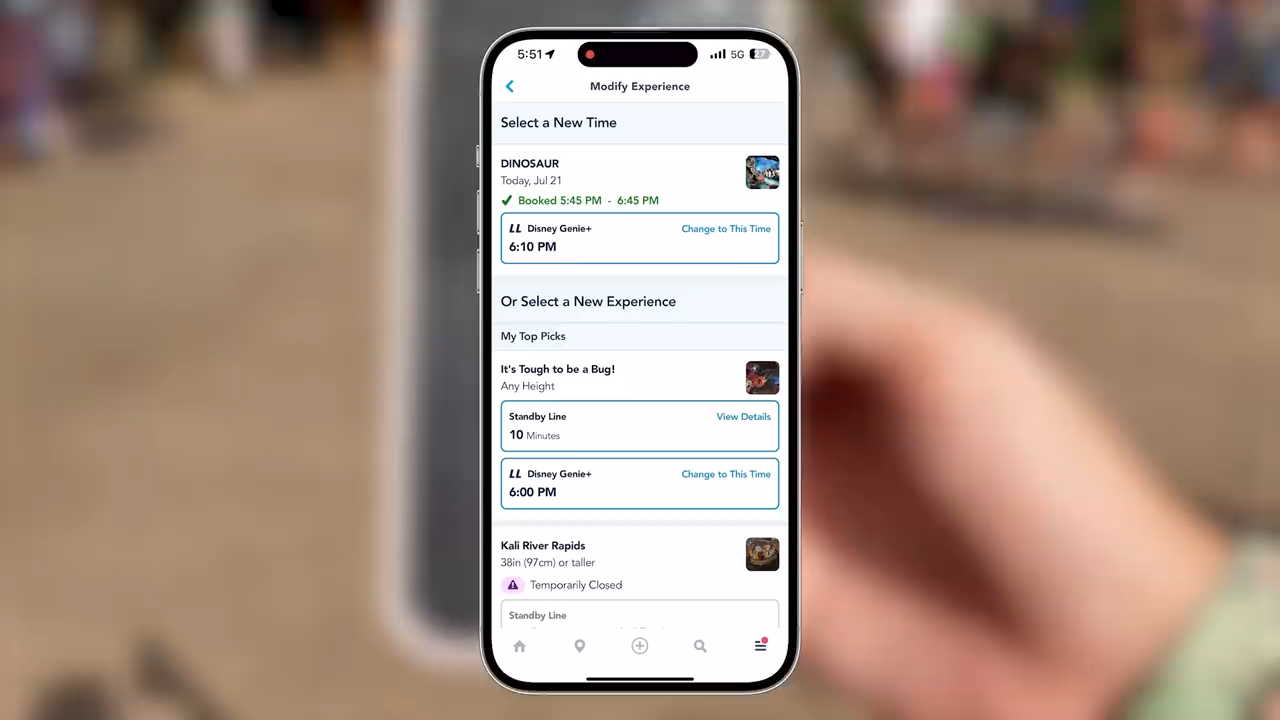 5:51
5G
27
Modify Experience
Select a New Time
DINOSAUR
Today, Jul 21
Booked 5:45 PM - 6:45 PM
LL Disney Genie+
Change to This Time
6:10 PM
Or Select a New Experience
My Top Picks
It's Tough to be a Bug!
Any Height
Standby Line
View Details
10 Minutes
LL Disney Genie+
Change to This Time
6:00 PM
Kali River Rapids
38in (97cm) or taller
Temporarily Closed
Standby Line